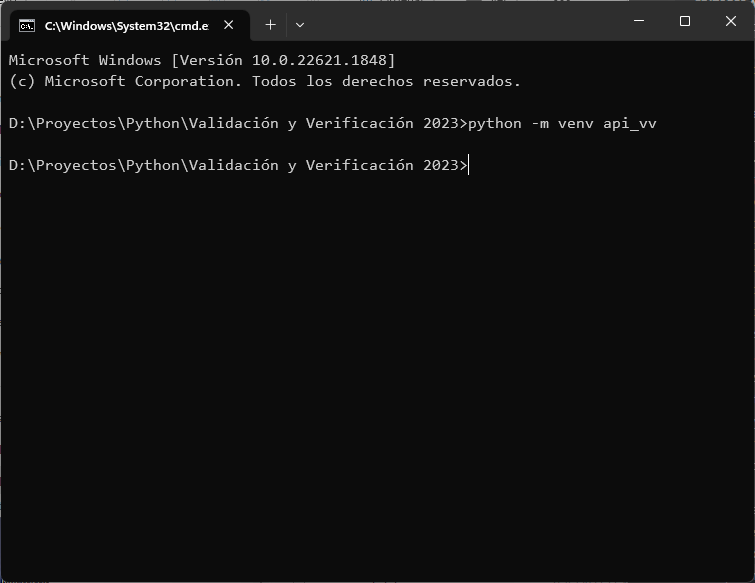 C:\Windows\System32\cmd.e
Microsoft Windows [Versión 10.0.22621.1848]
(c) Microsoft Corporation. Todos los derechos reservados.
D:\Proyectos\Python\Validación y Verificación 2023>python -m venv api_vv
D:\Proyectos\Python\Validación y Verificación 2023>